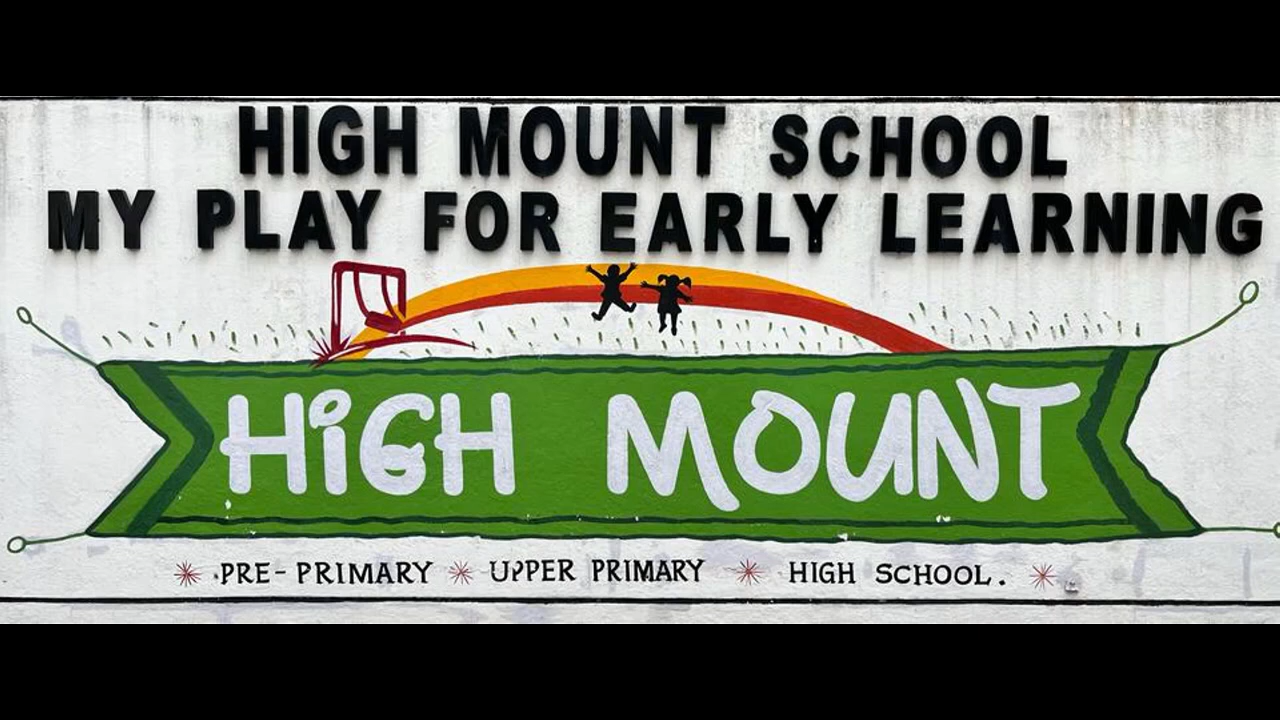 HIGH MOUNT SCHOOL
MY PLAY FOR EARLY LEARNING
HiGH MOUNT
PRE-PRIMARY UPPER PRIMARY HIGH SCHOOL.